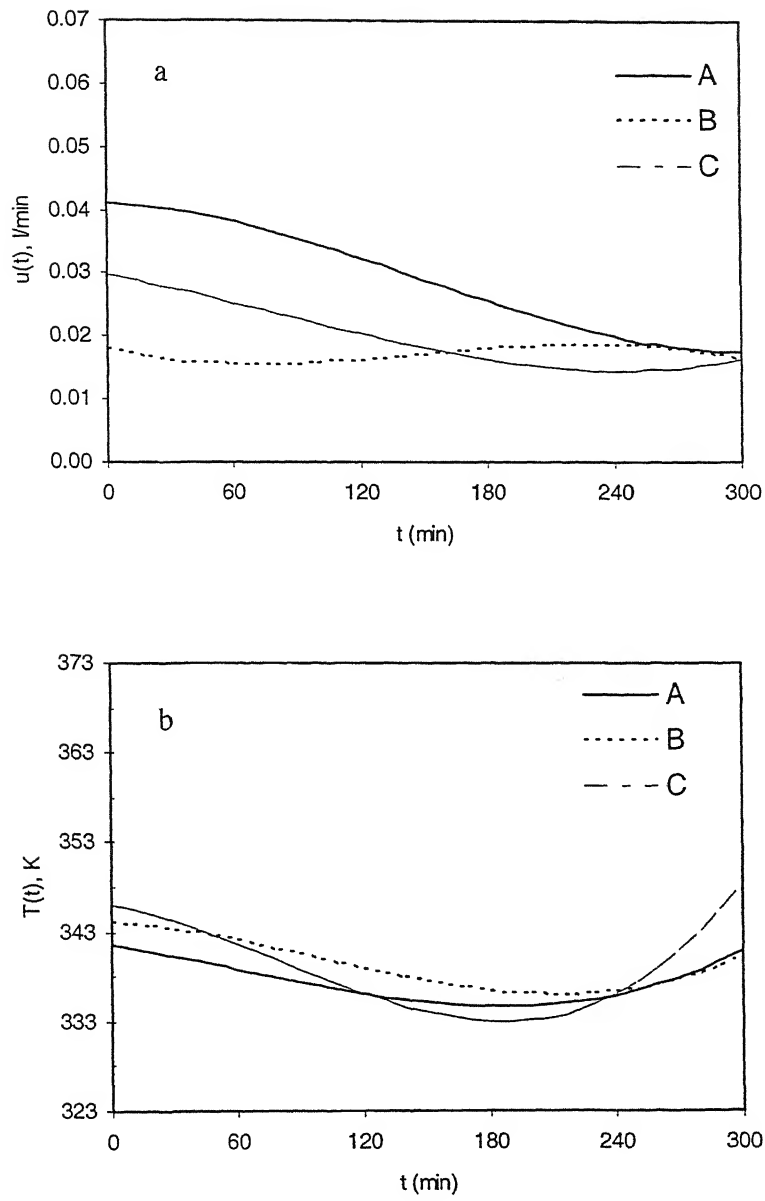 0.07
a
A
0.06
B
0.05
C
0.04
u(t), l/min
0.03
0.02
0.01
0.00
0 60 120 180 240 300
t (min)
373
A
b
B
363
C
353
T(t), K
343
333
323
0 60 120 180 240 300
t (min)